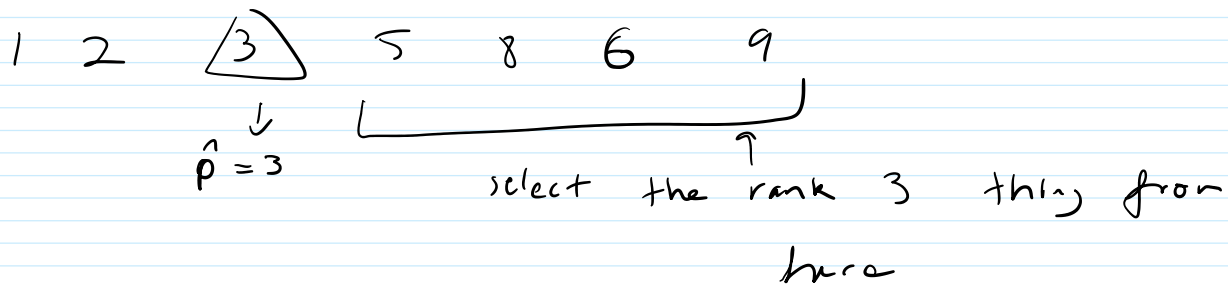 1 2 3 5 8 6 9
p̂ = 3
select the rank 3 thing from
here